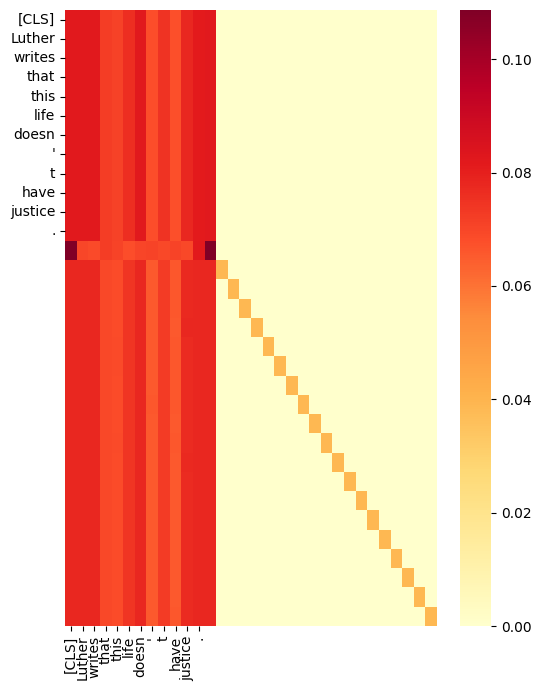 [CLS]
Luther
writes
that
this
life
doesn
'
t
have
justice
.
0.10
0.08
0.06
0.04
0.02
0.00
[CLS]
Luther
writes
that
this
life
doesn
'
t
have
justice
.